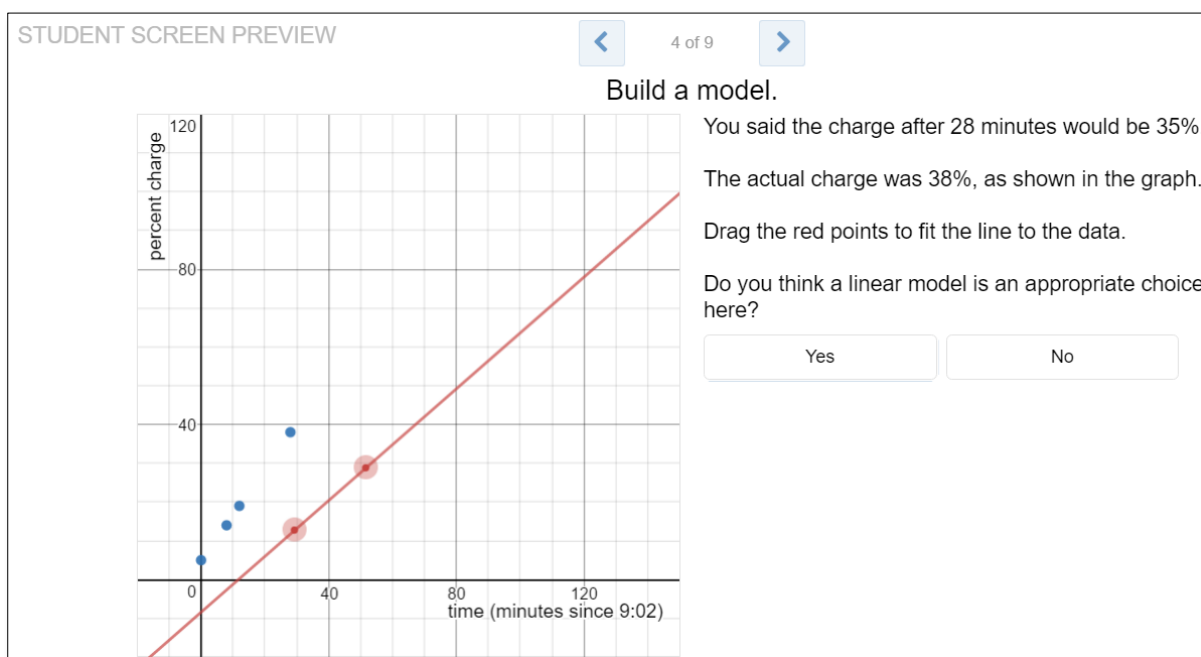 STUDENT SCREEN PREVIEW
4 of 9
Build a model.
percent charge
120
80
40
0
40
80
120
time (minutes since 9:02)
You said the charge after 28 minutes would be 35%
The actual charge was 38%, as shown in the graph.
Drag the red points to fit the line to the data.
Do you think a linear model is an appropriate choice
here?
Yes
No